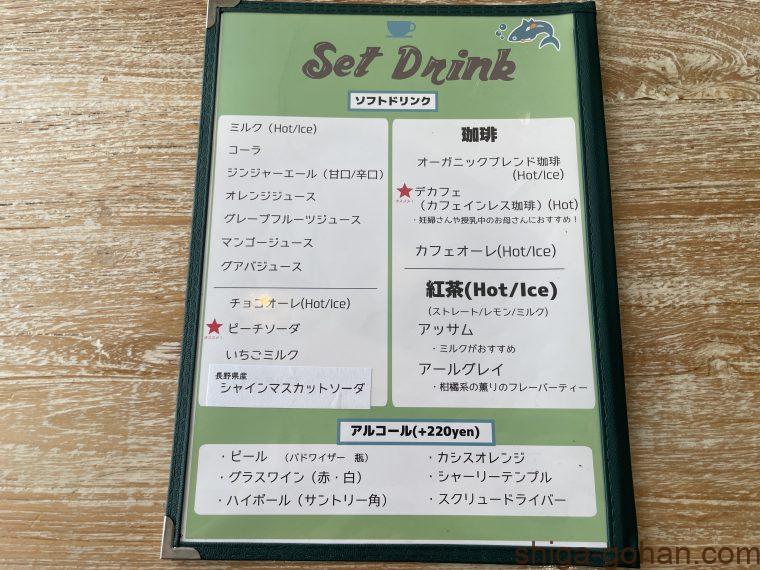 Set Drink
ソフトドリンク
ミルク（Hot/Ice)
コーラ
ジンジャーエール（甘口/辛口）
オレンジジュース
グレープフルーツジュース
マンゴージュース
グアバジュース
チョコオーレ(Hot/Ice)
ピーチソーダ
いちごミルク
長野県産
シャインマスカットソーダ
珈琲
オーガニックブレンド珈琲
(Hot/Ice)
デカフェ
（カフェインレス珈琲）(Hot)
・妊婦さんや授乳中のお母さんにおすすめ！
カフェオーレ(Hot/Ice)
紅茶(Hot/Ice)
（ストレート/レモン/ミルク）
アッサム
・ミルクがおすすめ
アールグレイ
・柑橘系の薫りのフレーバーティー
アルコール(+220yen)
・ビール （バドワイザー 瓶）
・グラスワイン（赤・白）
・ハイボール（サントリー角）
・カシスオレンジ
・シャーリーテンプル
・スクリュードライバー
shiga-gohan.com